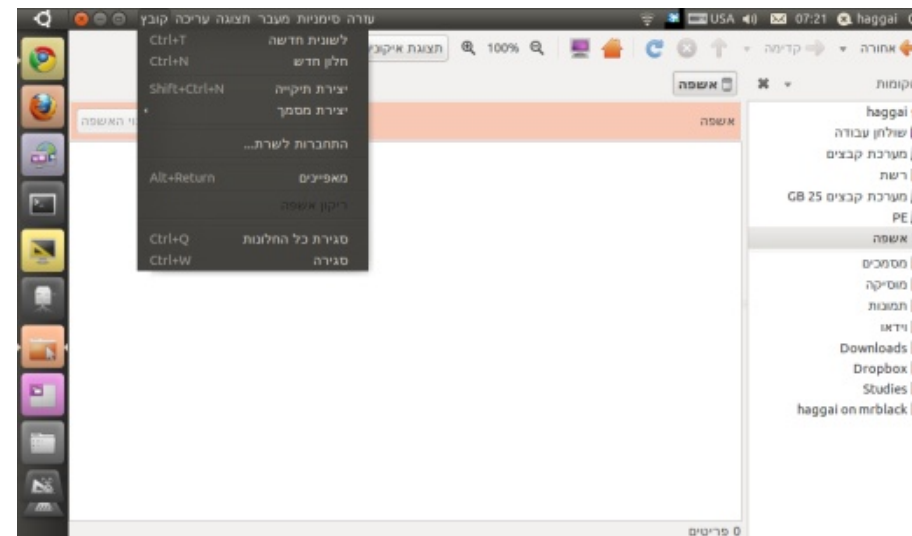 קובץ עריכה תצוגה מעבר סימניות עזרה
USA
07:21
haggai
אחורה
קדימה
100%
תצוגת
אשפה
לשונית חדשה Ctrl+T
חלון חדש Ctrl+N
יצירת תיקייה Shift+Ctrl+N
יצירת מסמך
התחברות לשרת...
מאפיינים Alt+Return
ריקון אשפה
סגירת כל החלונות Ctrl+Q
סגירה Ctrl+W
אשפה
האשפה
haggai
שולחן עבודה
מערכת קבצים
רשת
מערכת קבצים 25 GB
PE
אשפה
מסמכים
מוסיקה
תמונות
וידאו
Downloads
Dropbox
Studies
haggai on mrblack
0 פריטים